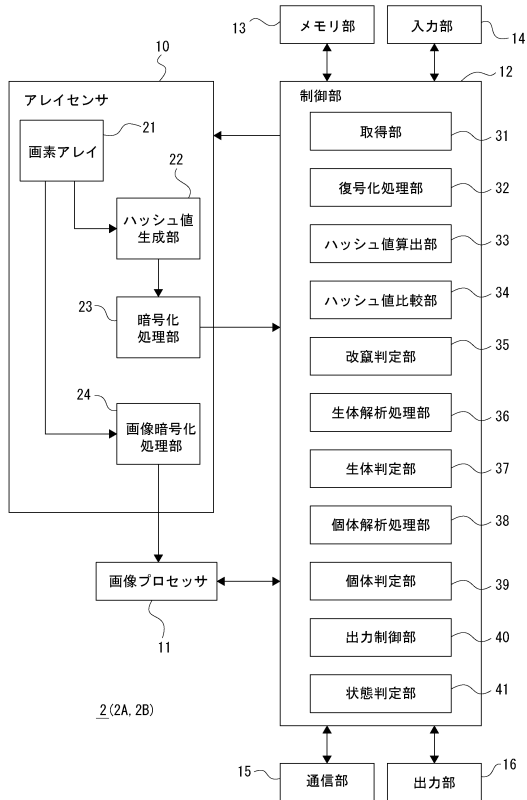 13
メモリ部
入力部
14
10
12
アレイセンサ
制御部
21
画素アレイ
取得部
31
22
復号化処理部
32
ハッシュ値
生成部
ハッシュ値算出部
33
23
暗号化
処理部
ハッシュ値比較部
34
改竄判定部
35
24
画像暗号化
処理部
生体解析処理部
36
生体判定部
37
個体解析処理部
38
画像プロセッサ
11
個体判定部
39
出力制御部
40
状態判定部
41
2(2A, 2B)
15
通信部
出力部
16